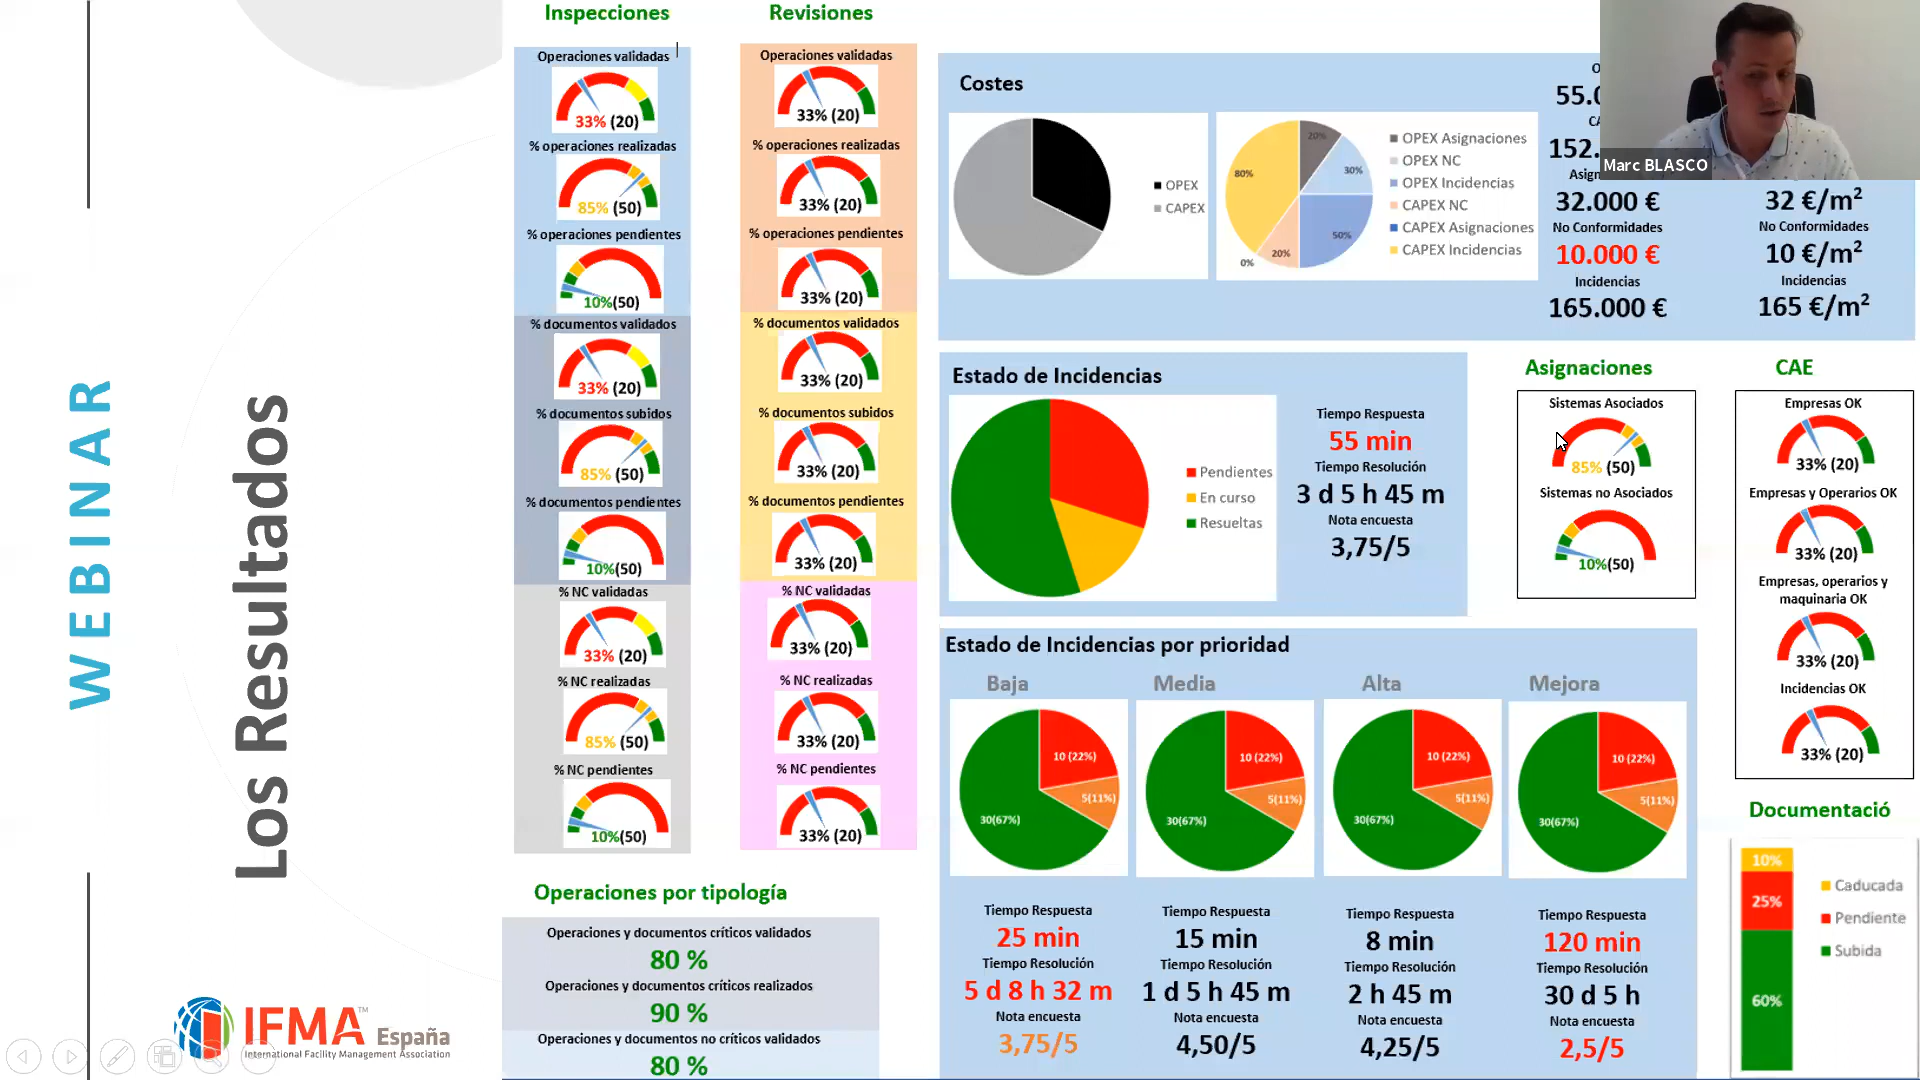 WEBINAR
Los Resultados
IFMA™ España
International Facility Management Association
Inspecciones
Operaciones validadas
33% (20)
% operaciones realizadas
85% (50)
% operaciones pendientes
10%(50)
% documentos validados
33% (20)
% documentos subidos
85% (50)
% documentos pendientes
10%(50)
% NC validadas
33% (20)
% NC realizadas
85% (50)
% NC pendientes
10%(50)
Revisiones
Operaciones validadas
33% (20)
% operaciones realizadas
33% (20)
% operaciones pendientes
33% (20)
% documentos validados
33% (20)
% documentos subidos
33% (20)
% documentos pendientes
33% (20)
% NC validadas
33% (20)
% NC realizadas
33% (20)
% NC pendientes
33% (20)
Operaciones por tipología
Operaciones y documentos críticos validados
80 %
Operaciones y documentos críticos realizados
90 %
Operaciones y documentos no críticos validados
80 %
Costes
OPEX
CAPEX
20%
30%
50%
20%
0%
80%
OPEX Asignaciones
OPEX NC
OPEX Incidencias
CAPEX NC
CAPEX Asignaciones
CAPEX Incidencias
32.000 €
No Conformidades
10.000 €
Incidencias
165.000 €
32 €/m²
No Conformidades
10 €/m²
Incidencias
165 €/m²
Marc BLASCO
Estado de Incidencias
Pendientes
En curso
Resueltas
Tiempo Respuesta
55 min
Tiempo Resolución
3 d 5 h 45 m
Nota encuesta
3,75/5
Asignaciones
Sistemas Asociados
85% (50)
Sistemas no Asociados
10%(50)
CAE
Empresas OK
33% (20)
Empresas y Operarios OK
33% (20)
Empresas, operarios y
maquinaria OK
33% (20)
Incidencias OK
33% (20)
Estado de Incidencias por prioridad
Baja
10 (22%)
5(11%)
30(67%)
Tiempo Respuesta
25 min
Tiempo Resolución
5 d 8 h 32 m
Nota encuesta
3,75/5
Media
10 (22%)
5(11%)
30(67%)
Tiempo Respuesta
15 min
Tiempo Resolución
1 d 5 h 45 m
Nota encuesta
4,50/5
Alta
10 (22%)
5(11%)
30(67%)
Tiempo Respuesta
8 min
Tiempo Resolución
2 h 45 m
Nota encuesta
4,25/5
Mejora
10 (22%)
5(11%)
30(67%)
Tiempo Respuesta
120 min
Tiempo Resolución
30 d 5 h
Nota encuesta
2,5/5
Documentació
10%
25%
60%
Caducada
Pendiente
Subida